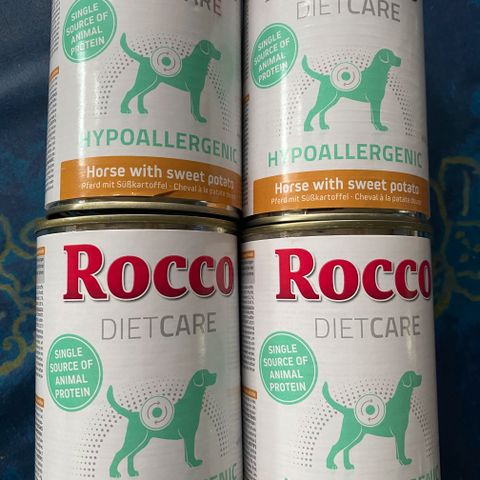 DIETCARE
SINGLE
SOURCE OF
ANIMAL
PROTEIN
HYPOALLERGENIC
Horse with sweet potato
Pferd mit Süßkartoffel · Cheval à la patate douce
DIETCARE
SINGLE
SOURCE OF
ANIMAL
PROTEIN
HYPOALLERGENIC
Horse with sweet potato
Pferd mit Süßkartoffel · Cheval à la patate douce
Rocco
DIETCARE
SINGLE
SOURCE OF
ANIMAL
PROTEIN
Rocco
DIETCARE
SINGLE
SOURCE OF
ANIMAL
PROTEIN